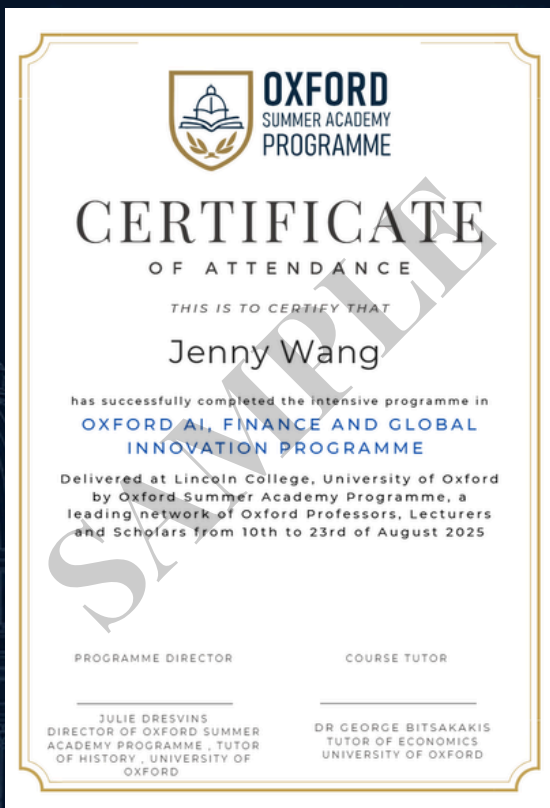 OXFORD
SUMMER ACADEMY
PROGRAMME
CERTIFICATE
OF ATTENDANCE
THIS IS TO CERTIFY THAT
Jenny Wang
has successfully completed the intensive programme in
OXFORD AI, FINANCE AND GLOBAL
INNOVATION PROGRAMME
Delivered at Lincoln College, University of Oxford
by Oxford Summer Academy Programme, a
leading network of Oxford Professors, Lecturers
and Scholars from 10th to 23rd of August 2025
SAMPLE
PROGRAMME DIRECTOR
JULIE DRESVINS
DIRECTOR OF OXFORD SUMMER
ACADEMY PROGRAMME , TUTOR
OF HISTORY , UNIVERSITY OF
OXFORD
COURSE TUTOR
DR GEORGE BITSAKAKIS
TUTOR OF ECONOMICS
UNIVERSITY OF OXFORD